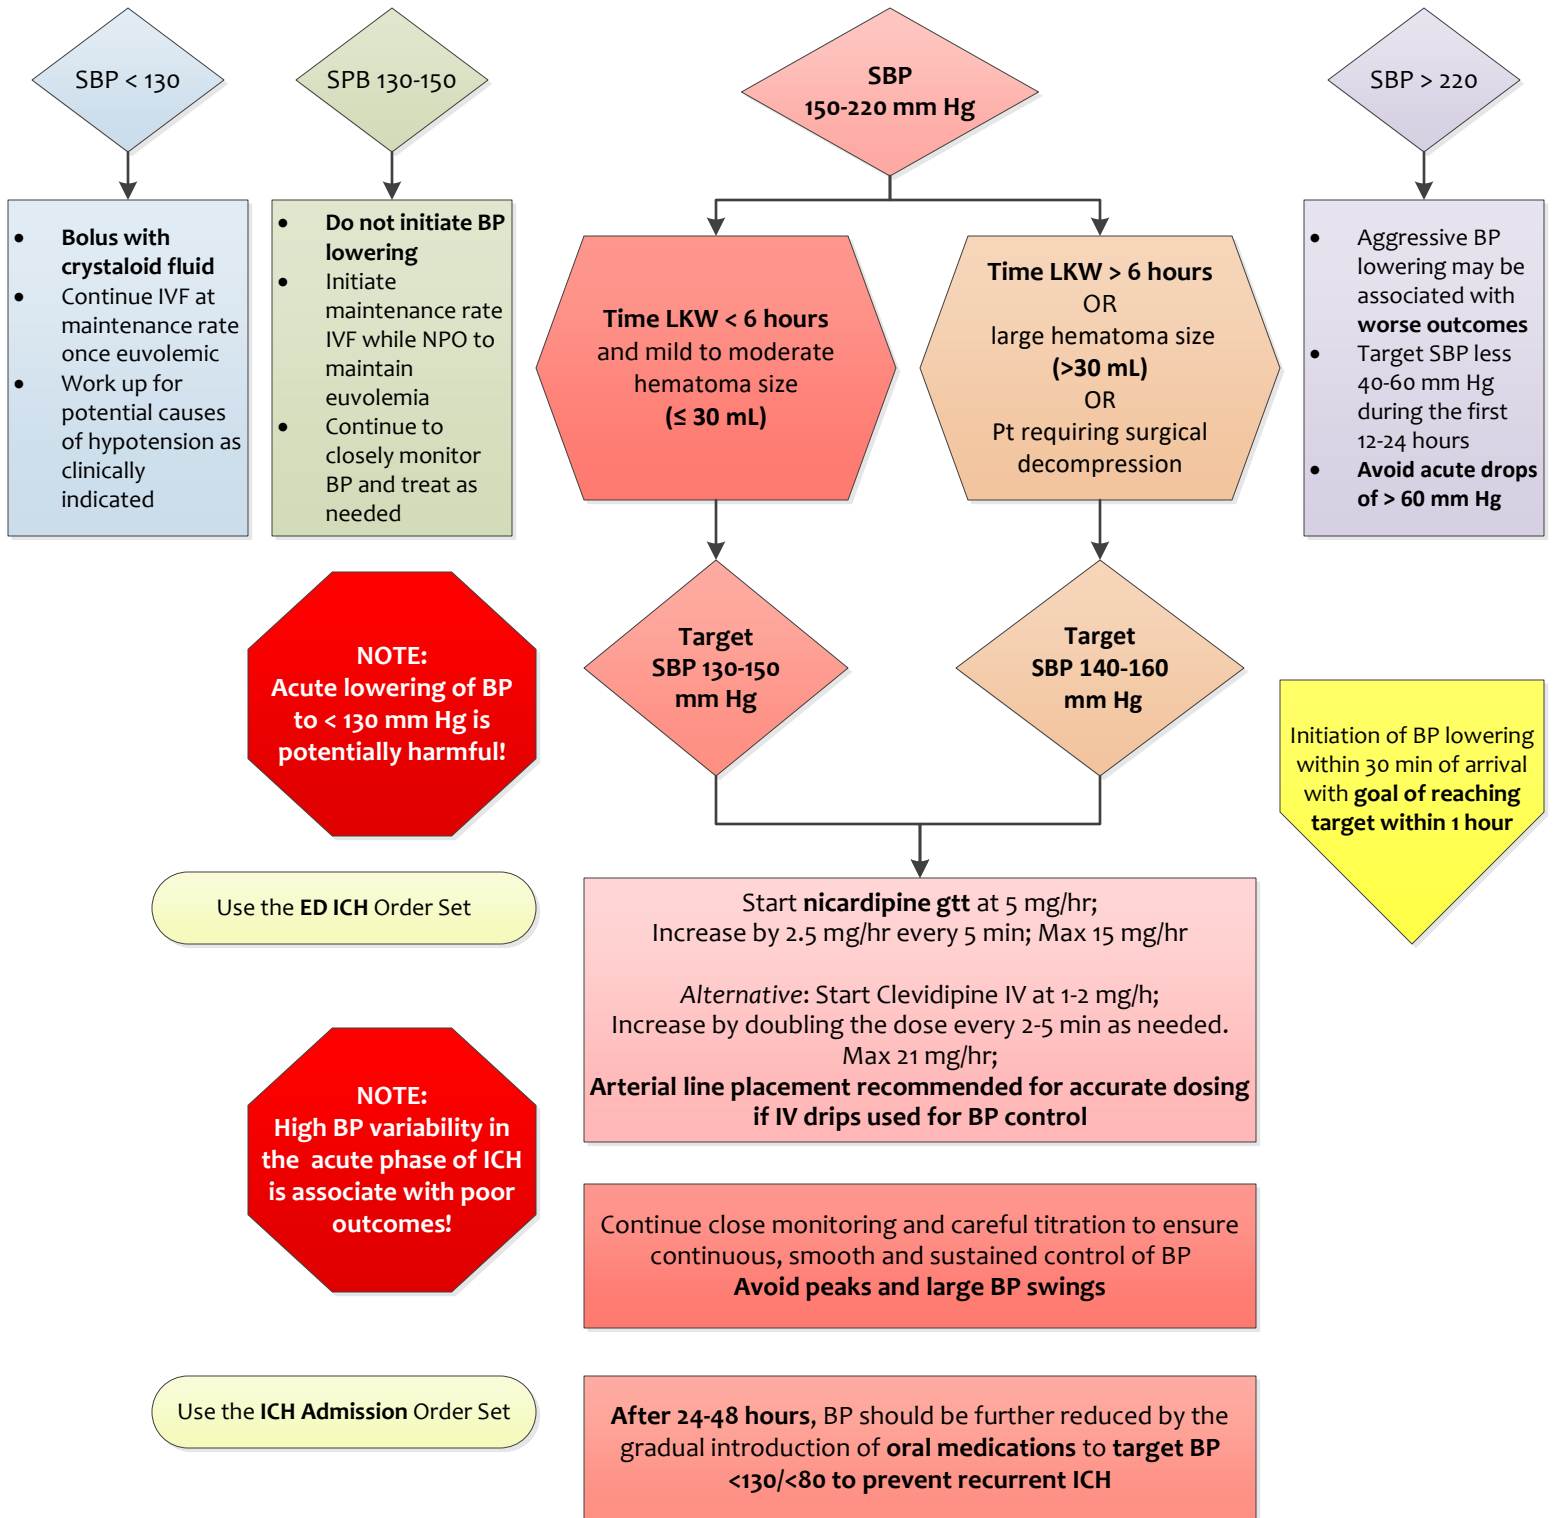 SBP < 130
SPB 130-150
SBP
150-220 mm Hg
SBP > 220
• Bolus with
crystaloid fluid
• Continue IVF at
maintenance rate
once euvolemic
• Work up for
potential causes
of hypotension as
clinically
indicated
• Do not initiate BP
lowering
• Initiate
maintenance rate
IVF while NPO to
maintain
euvolemia
• Continue to
closely monitor
BP and treat as
needed
Time LKW < 6 hours
and mild to moderate
hematoma size
(≤ 30 mL)
Time LKW > 6 hours
OR
large hematoma size
(>30 mL)
OR
Pt requiring surgical
decompression
• Aggressive BP
lowering may be
associated with
worse outcomes
• Target SBP less
40-60 mm Hg
during the first
12-24 hours
• Avoid acute drops
of > 60 mm Hg
NOTE:
Acute lowering of BP
to < 130 mm Hg is
potentially harmful!
Target
SBP 130-150
mm Hg
Target
SBP 140-160
mm Hg
Initiation of BP lowering
within 30 min of arrival
with goal of reaching
target within 1 hour
Use the ED ICH Order Set
Start nicardipine gtt at 5 mg/hr;
Increase by 2.5 mg/hr every 5 min; Max 15 mg/hr
Alternative: Start Clevidipine IV at 1-2 mg/h;
Increase by doubling the dose every 2-5 min as needed.
Max 21 mg/hr;
Arterial line placement recommended for accurate dosing
if IV drips used for BP control
NOTE:
High BP variability in
the acute phase of ICH
is associate with poor
outcomes!
Continue close monitoring and careful titration to ensure
continuous, smooth and sustained control of BP
Avoid peaks and large BP swings
Use the ICH Admission Order Set
After 24-48 hours, BP should be further reduced by the
gradual introduction of oral medications to target BP
<130/<80 to prevent recurrent ICH